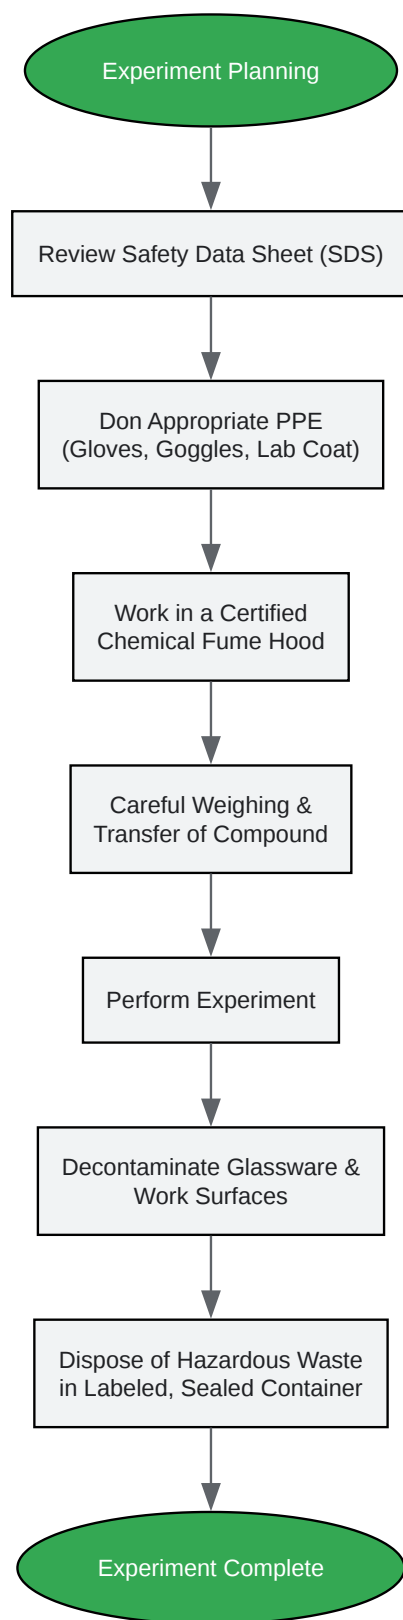 Experiment Planning
Review Safety Data Sheet (SDS)
Don Appropriate PPE
(Gloves, Goggles, Lab Coat)
Work in a Certified
Chemical Fume Hood
Careful Weighing &
Transfer of Compound
Perform Experiment
Decontaminate Glassware &
Work Surfaces
Dispose of Hazardous Waste
in Labeled, Sealed Container
Experiment Complete